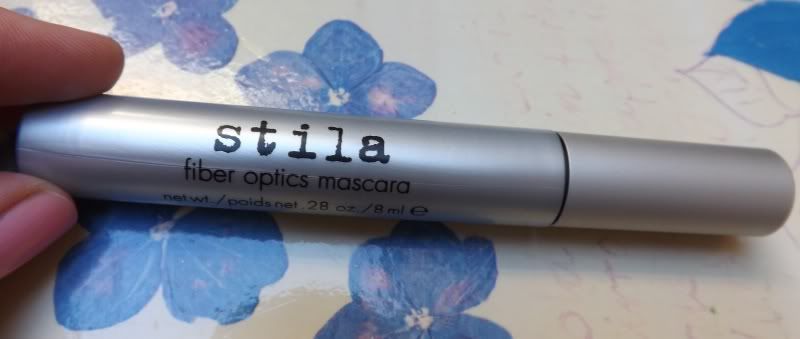 stila
fiber optics mascara
net wt./poids net .28 oz./8 ml ℮